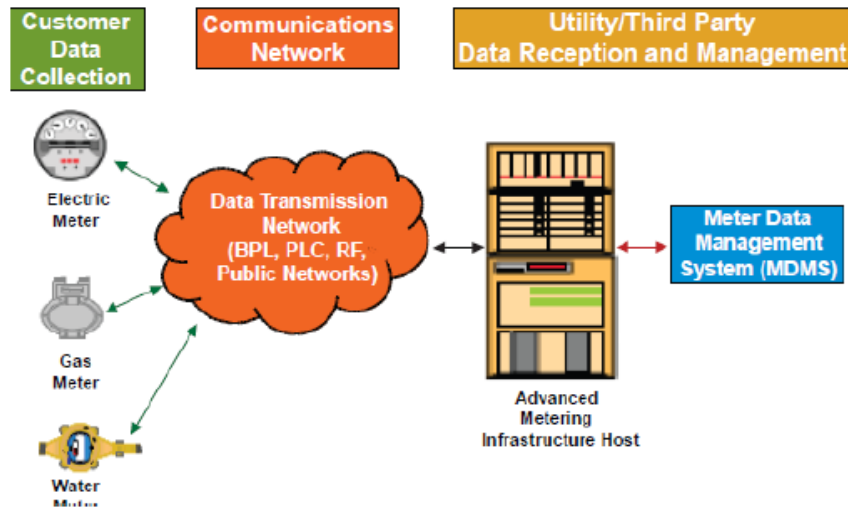 Customer
Data
Collection
Communications
Network
Utility/Third Party
Data Reception and Management
Electric
Meter
Gas
Meter
Water
Data Transmission
Network
(BPL, PLC, RF,
Public Networks)
Advanced
Metering
Infrastructure Host
Meter Data
Management
System (MDMS)